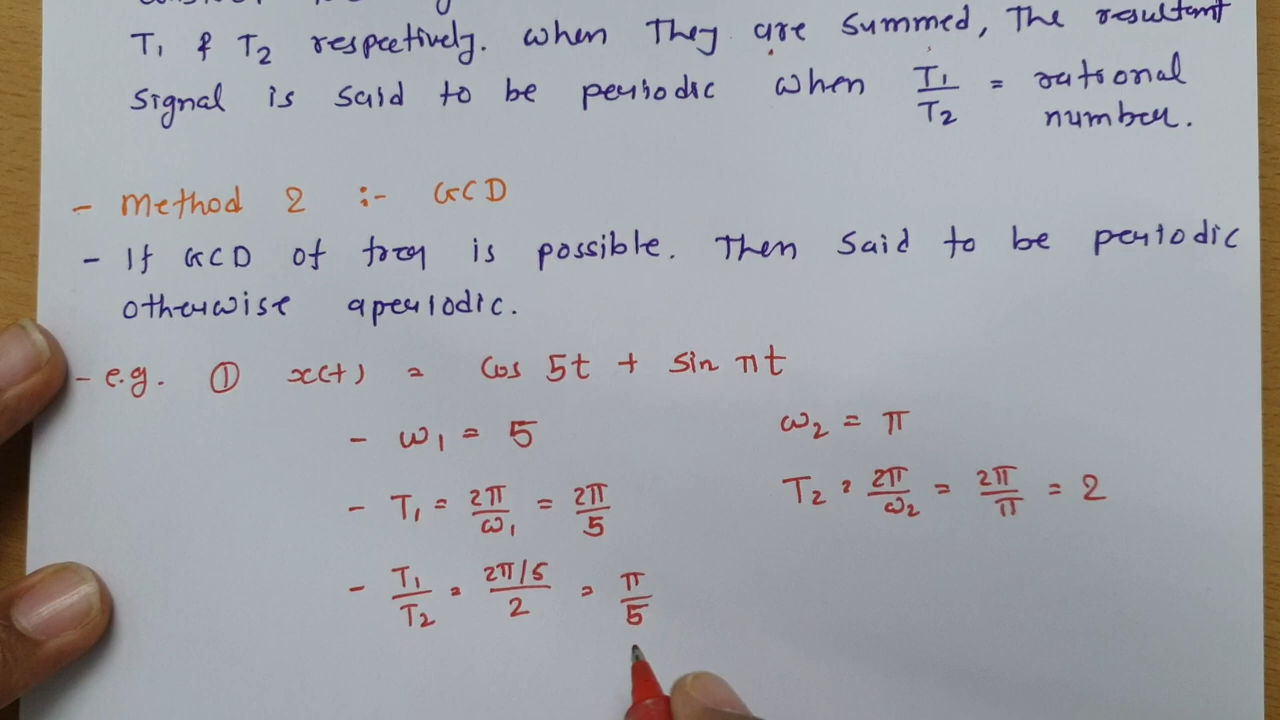 T₁ & T₂ respectively. When They are summed, The resultant
signal is said to be periodic when T₁/T₂ = rational number.
- Method 2 :- GCD
- If GCD of freq is possible. Then said to be periodic
otherwise aperiodic.
- e.g. ① x(t) = Cos 5t + Sin πt
- ω₁ = 5 ω₂ = π
- T₁ = 2π/ω₁ = 2π/5 T₂ = 2π/ω₂ = 2π/π = 2
- T₁/T₂ = 2π/5/2 = π/5